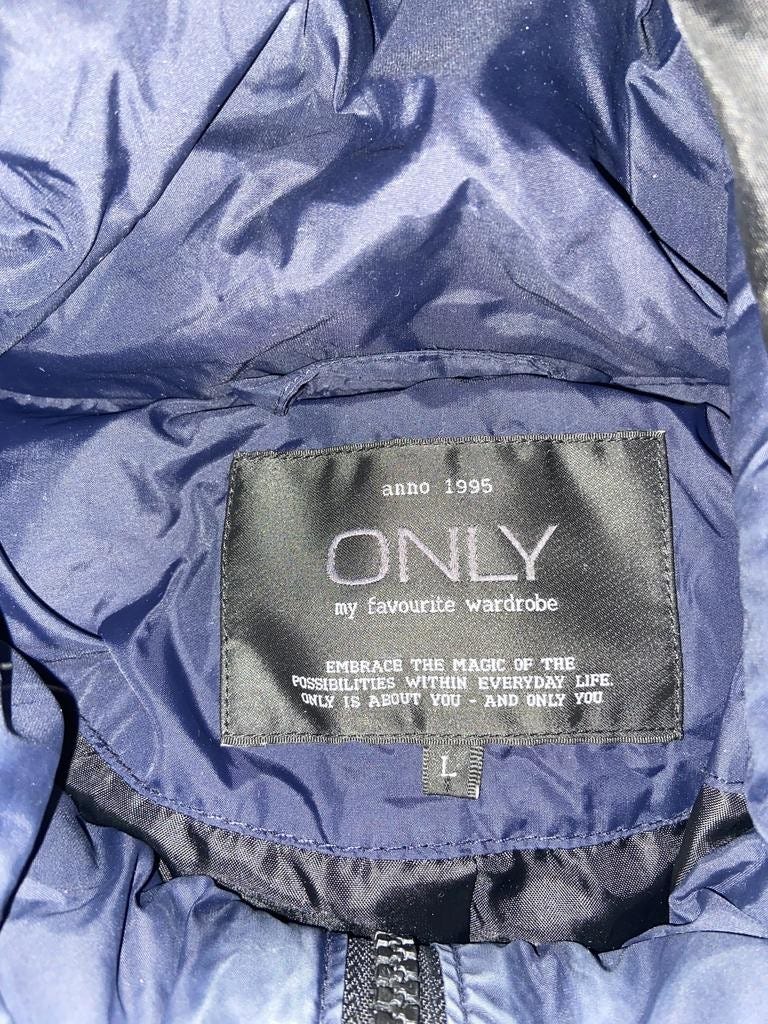 anno 1995
ONLY
my favourite wardrobe
EMBRACE THE MAGIC OF THE
POSSIBILITIES WITHIN EVERYDAY LIFE.
ONLY IS ABOUT YOU - AND ONLY YOU
L